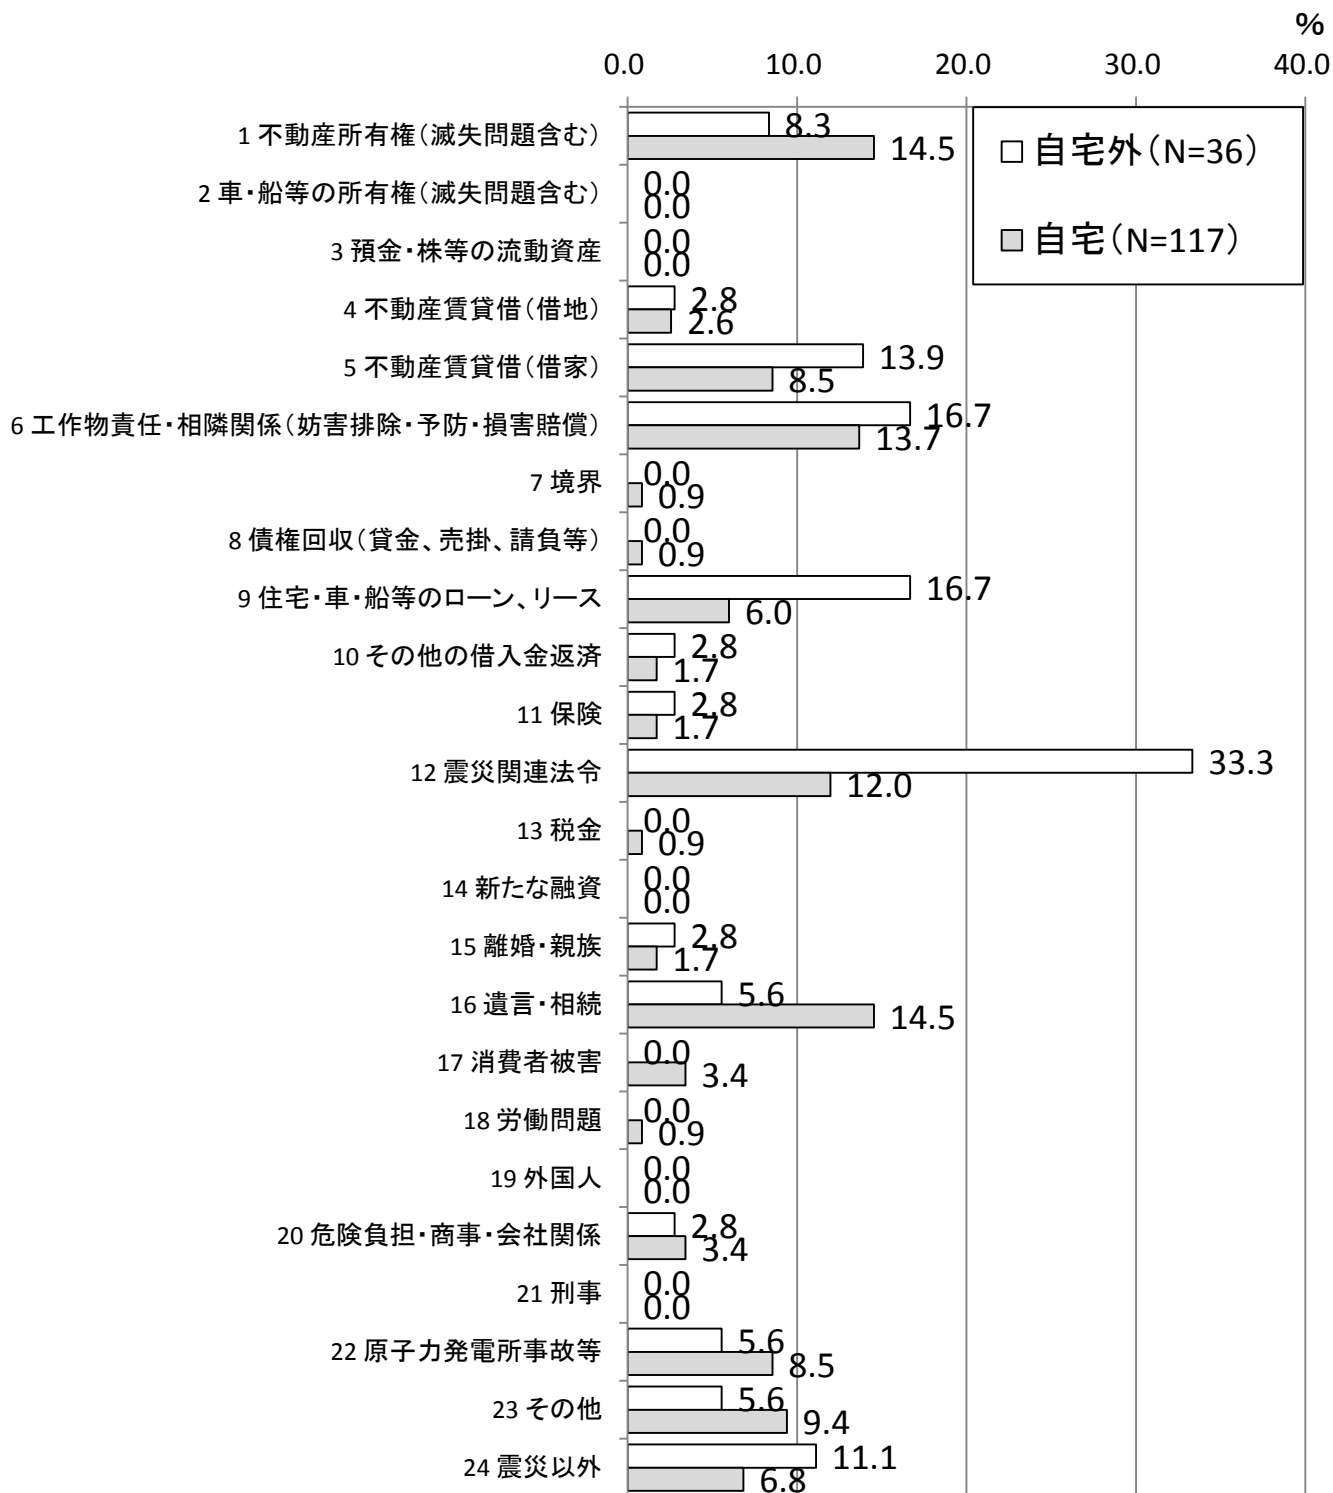 %
0.0 10.0 20.0 30.0 40.0
自宅外(N=36)
自宅(N=117)
1 不動産所有権(滅失問題含む) 8.3 14.5
2 車・船等の所有権(滅失問題含む) 0.0 0.0
3 預金・株等の流動資産 0.0 0.0
4 不動産賃貸借(借地) 2.8 2.6
5 不動産賃貸借(借家) 13.9 8.5
6 工作物責任・相隣関係(妨害排除・予防・損害賠償) 16.7 13.7
7 境界 0.0 0.9
8 債権回収(貸金、売掛、請負等) 0.0 0.9
9 住宅・車・船等のローン、リース 16.7 6.0
10 その他の借入金返済 2.8 1.7
11 保険 2.8 1.7
12 震災関連法令 33.3 12.0
13 税金 0.0 0.9
14 新たな融資 0.0 0.0
15 離婚・親族 2.8 1.7
16 遺言・相続 5.6 14.5
17 消費者被害 0.0 3.4
18 労働問題 0.0 0.9
19 外国人 0.0 0.0
20 危険負担・商事・会社関係 2.8 3.4
21 刑事 0.0 0.0
22 原子力発電所事故等 5.6 8.5
23 その他 5.6 9.4
24 震災以外 11.1 6.8